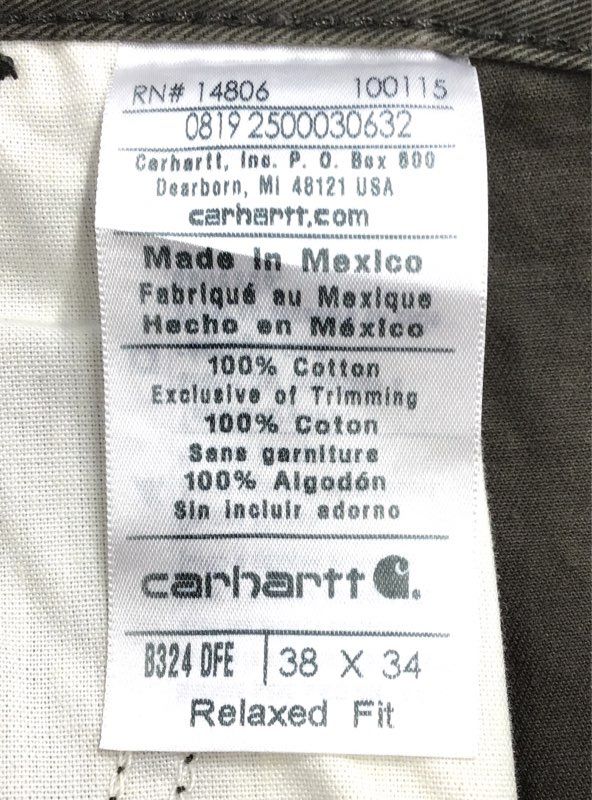 RN# 14806 100115
0819 2500030632
Carhartt, Inc. P. O. Box 600
Dearborn, MI 48121 USA
carhartt.com
Made in Mexico
Fabriqué au Mexique
Hecho en México
100% Cotton
Exclusive of Trimming
100% Coton
Sans garniture
100% Algodón
Sin incluir adorno
carhartt
B324 DFE 38 X 34
Relaxed Fit